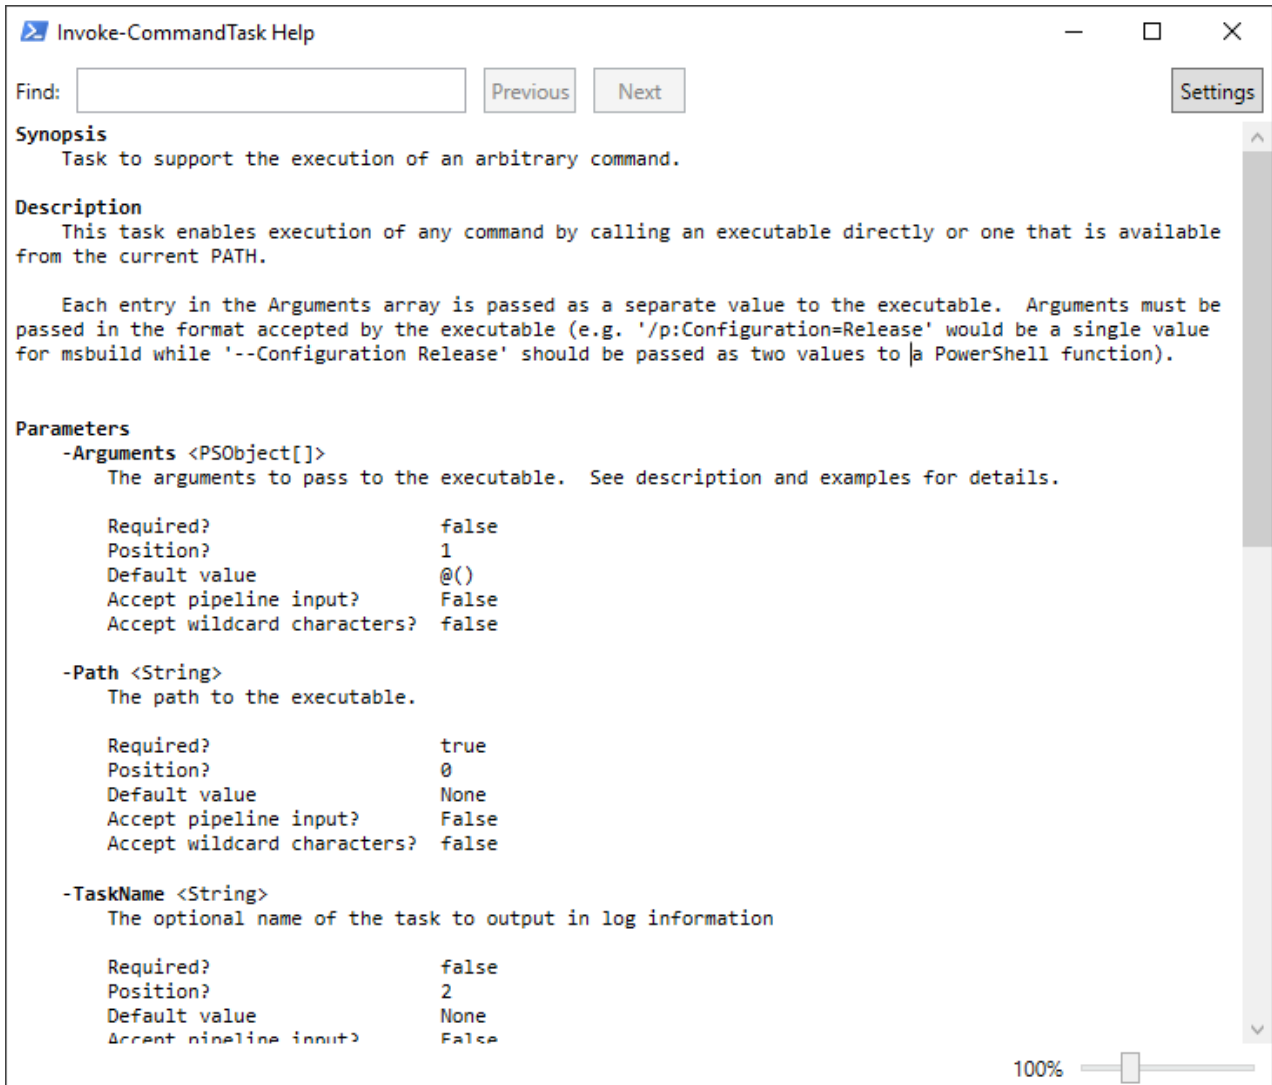 Invoke-CommandTask Help
Find:
Previous
Next
Settings
Synopsis
Task to support the execution of an arbitrary command.
Description
This task enables execution of any command by calling an executable directly or one that is available
from the current PATH.
Each entry in the Arguments array is passed as a separate value to the executable.  Arguments must be
passed in the format accepted by the executable (e.g. '/p:Configuration=Release' would be a single value
for msbuild while '--Configuration Release' should be passed as two values to a PowerShell function).
Parameters
-Arguments <PSObject[]>
The arguments to pass to the executable.  See description and examples for details.
Required? false
Position? 1
Default value @()
Accept pipeline input? False
Accept wildcard characters? false
-Path <String>
The path to the executable.
Required? true
Position? 0
Default value None
Accept pipeline input? False
Accept wildcard characters? false
-TaskName <String>
The optional name of the task to output in log information
Required? false
Position? 2
Default value None
Accept pipeline input? False
100%